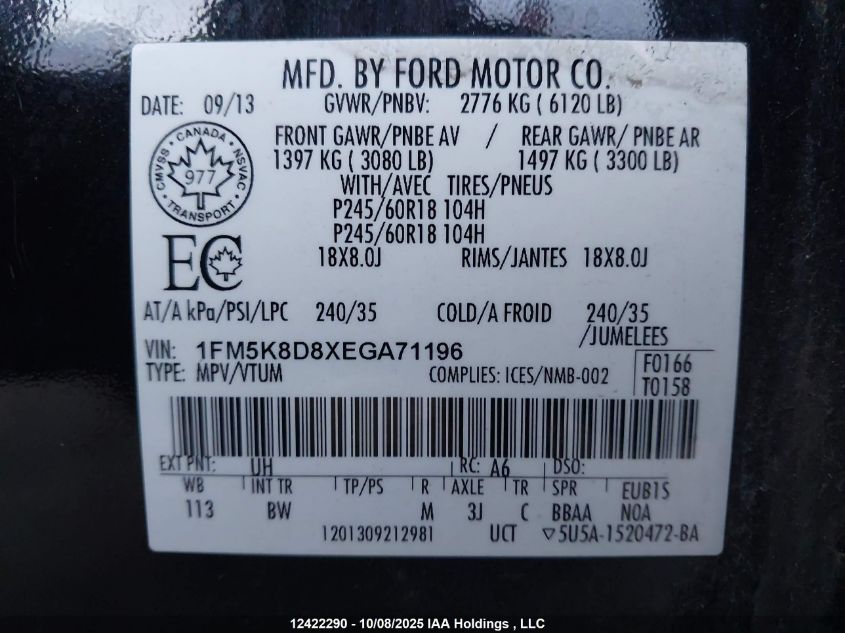 MFD. BY FORD MOTOR CO.
DATE: 09/13 GVWR/PNBV: 2776 KG ( 6120 LB)
FRONT GAWR/PNBE AV / REAR GAWR/ PNBE AR
1397 KG ( 3080 LB) 1497 KG ( 3300 LB)
WITH/AVEC TIRES/PNEUS
P245/60R18 104H
P245/60R18 104H
18X8.0J RIMS/JANTES 18X8.0J
CANADA
CMVSS NSVAC
977
TRANSPORT
EC
AT/A kPa/PSI/LPC 240/35 COLD/A FROID 240/35
/JUMELEES
VIN: 1FM5K8D8XEGA71196
TYPE: MPV/VTUM COMPLIES: ICES/NMB-002
F0166
T0158
EXT PNT: UH RC: A6 DSO:
WB INT TR TP/PS R AXLE TR SPR EUB1S
113 BW M 3J C BBAA NOA
1201309212981 UCT ▽5U5A-1520472-BA
12422290 - 10/08/2025 IAA Holdings , LLC